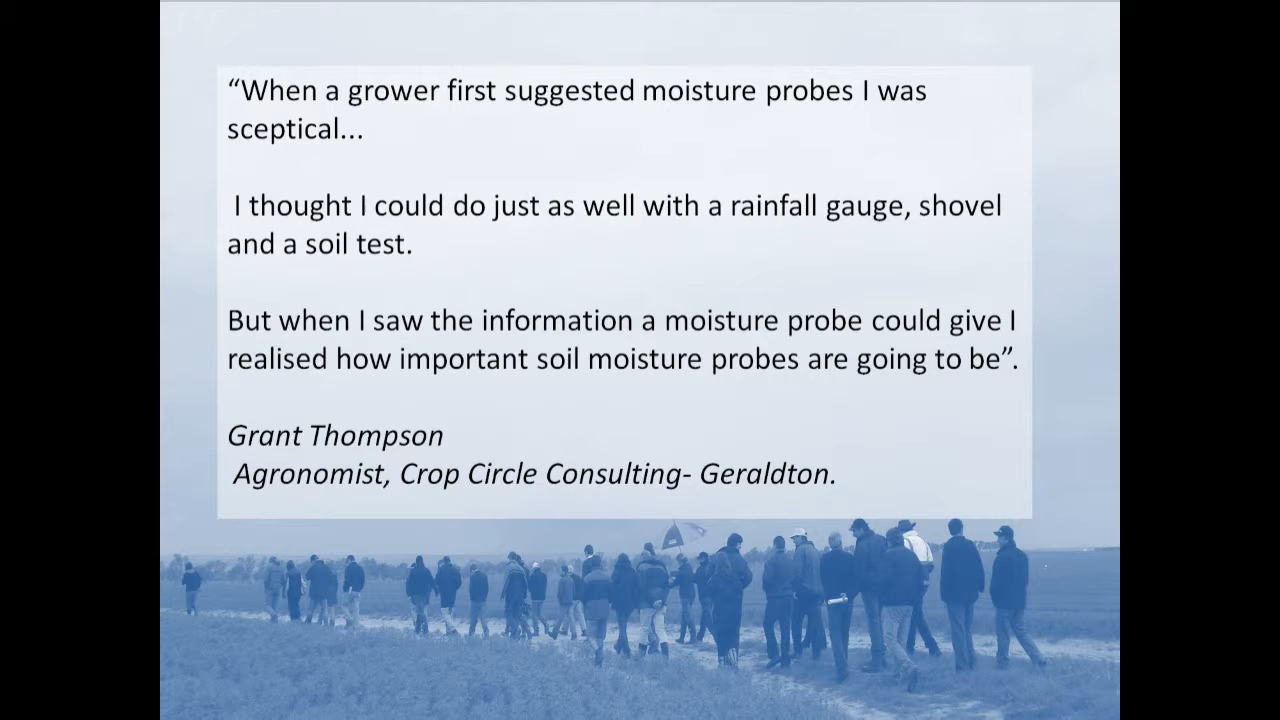 “When a grower first suggested moisture probes I was
sceptical...
I thought I could do just as well with a rainfall gauge, shovel
and a soil test.
But when I saw the information a moisture probe could give I
realised how important soil moisture probes are going to be”.
Grant Thompson
Agronomist, Crop Circle Consulting- Geraldton.